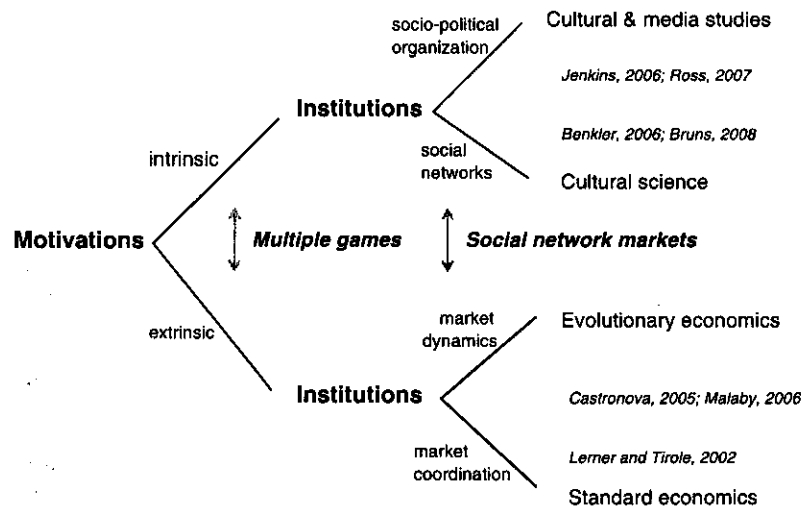 socio-political
organization
Cultural & media studies
Jenkins, 2006; Ross, 2007
Institutions
Benkler, 2006; Bruns, 2008
intrinsic
social
networks
Cultural science
Motivations
Multiple games
Social network markets
extrinsic
market
dynamics
Evolutionary economics
Institutions
Castronova, 2005; Malaby, 2006
market
coordination
Lerner and Tirole, 2002
Standard economics